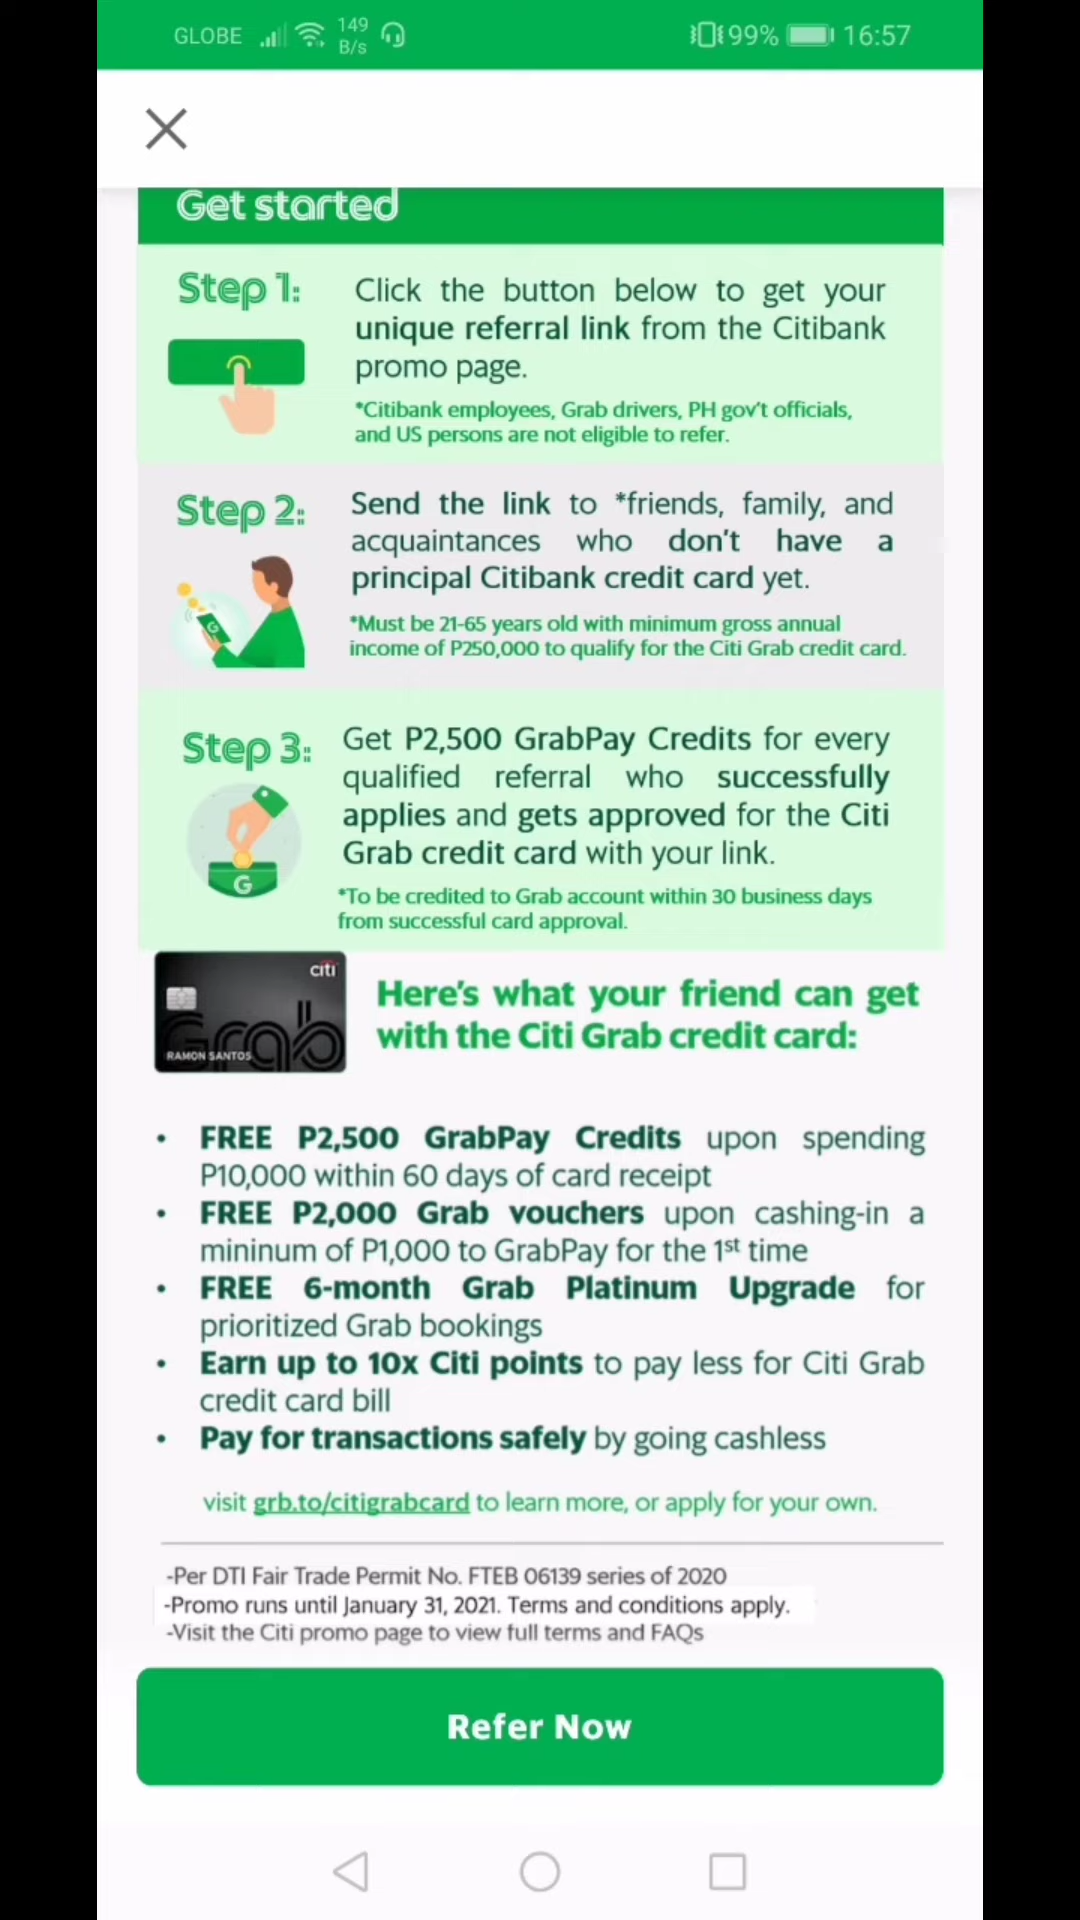 GLOBE 149 B/s 99% 16:57
Get started
Step 1:
Click the button below to get your
unique referral link from the Citibank
promo page.
*Citibank employees, Grab drivers, PH gov't officials,
and US persons are not eligible to refer.
Step 2:
Send the link to *friends, family, and
acquaintances who don't have a
principal Citibank credit card yet.
*Must be 21-65 years old with minimum gross annual
income of P250,000 to qualify for the Citi Grab credit card.
G
Step 3:
Get P2,500 GrabPay Credits for every
qualified referral who successfully
applies and gets approved for the Citi
Grab credit card with your link.
*To be credited to Grab account within 30 business days
from successful card approval.
G
citi
Grab
RAMON SANTOS
Here's what your friend can get
with the Citi Grab credit card:
• FREE P2,500 GrabPay Credits upon spending
P10,000 within 60 days of card receipt
• FREE P2,000 Grab vouchers upon cashing-in a
mininum of P1,000 to GrabPay for the 1st time
• FREE 6-month Grab Platinum Upgrade for
prioritized Grab bookings
• Earn up to 10x Citi points to pay less for Citi Grab
credit card bill
• Pay for transactions safely by going cashless
visit grb.to/citigrabcard to learn more, or apply for your own.
-Per DTI Fair Trade Permit No. FTEB 06139 series of 2020
-Promo runs until January 31, 2021. Terms and conditions apply.
-Visit the Citi promo page to view full terms and FAQs
Refer Now